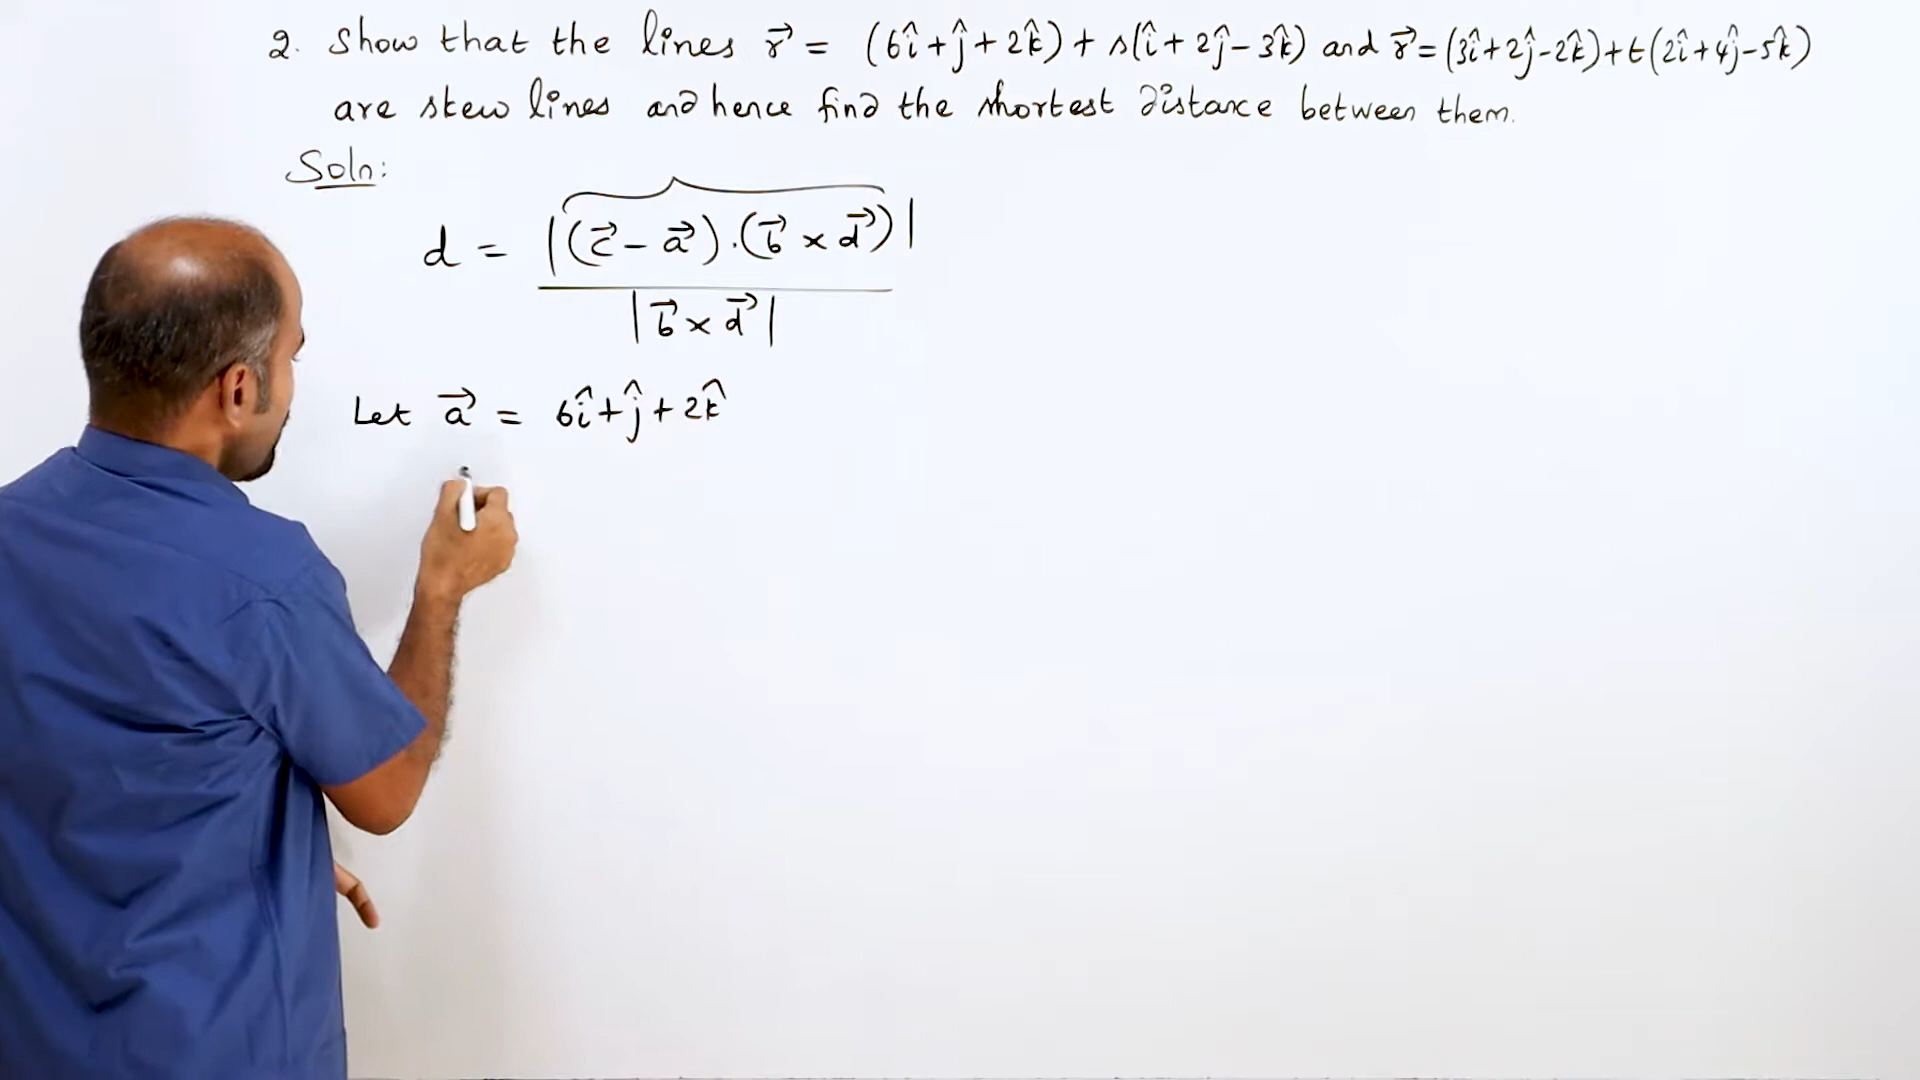 2. Show that the lines r⃗ = (6î+ĵ+2k̂)+s(î+2ĵ-3k̂) and r⃗=(3î+2ĵ-2k̂)+t(2î+4ĵ-5k̂)
are skew lines and hence find the shortest distance between them.
Soln:
d = |(c⃗-a⃗).(b⃗×d⃗)|
|b⃗×d⃗|
Let a⃗ = 6î+ĵ+2k̂